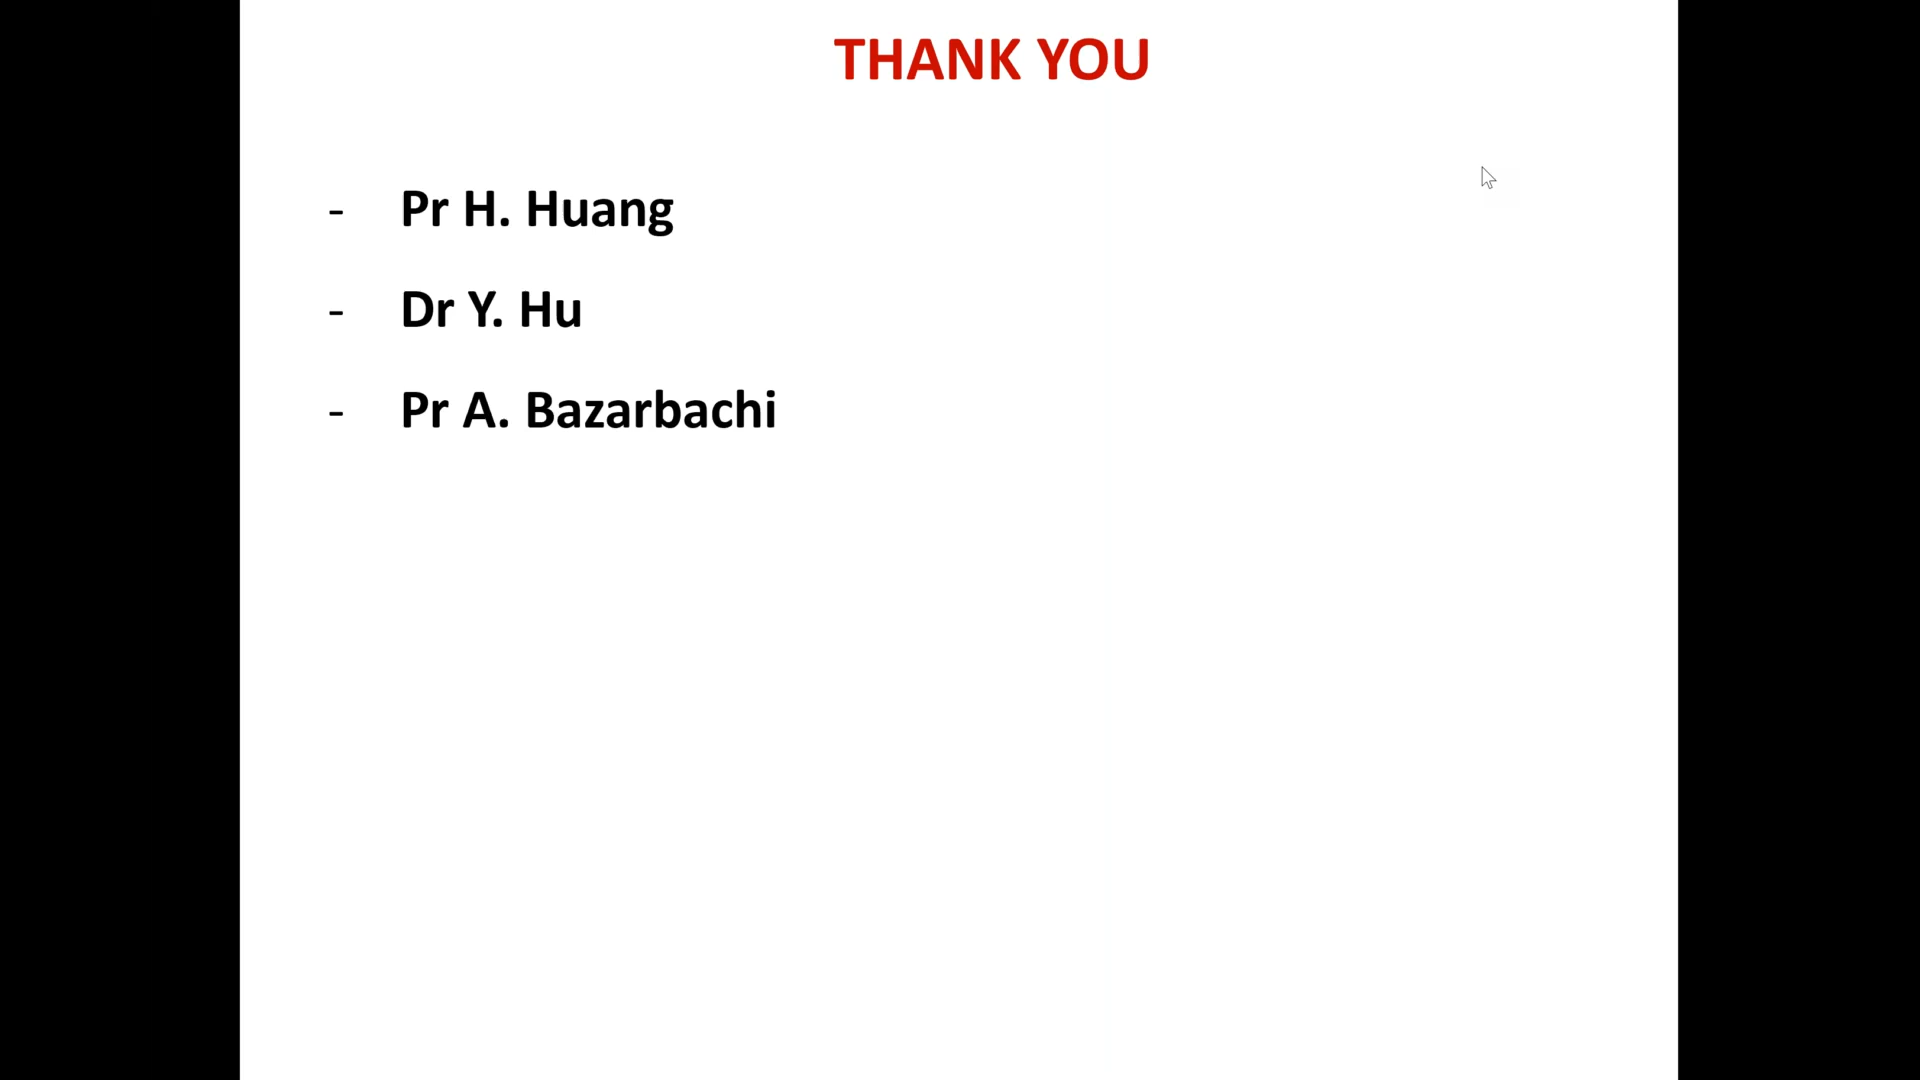 THANK YOU
- Pr H. Huang
- Dr Y. Hu
- Pr A. Bazarbachi